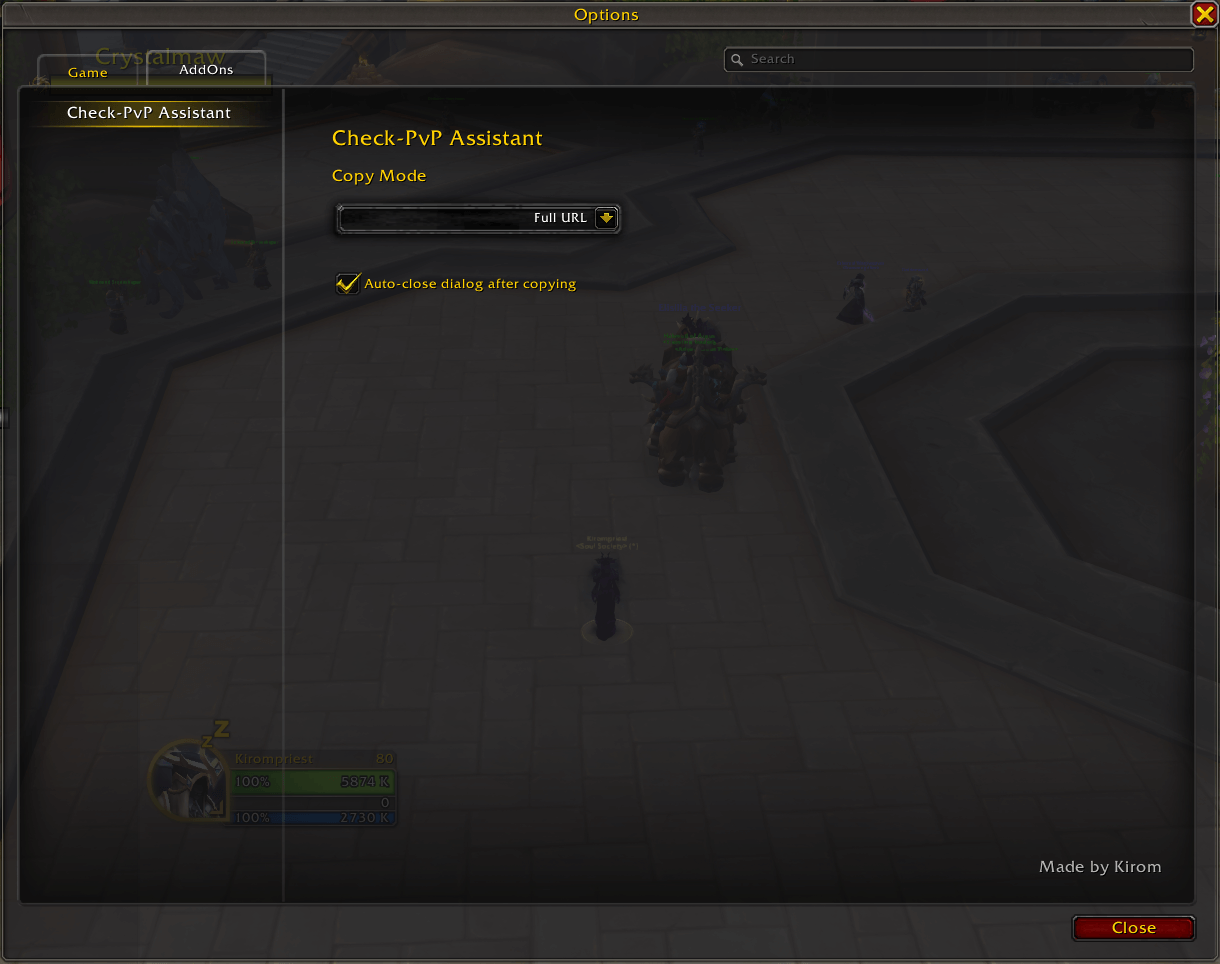 Options
Crystalmaw
Game
AddOns
Search
Check-PvP Assistant
Check-PvP Assistant
Copy Mode
Full URL
Auto-close dialog after copying
Z
Z
Kirompriest 80
100% 5874 K
0
100% 2730 K
Made by Kirom
Close